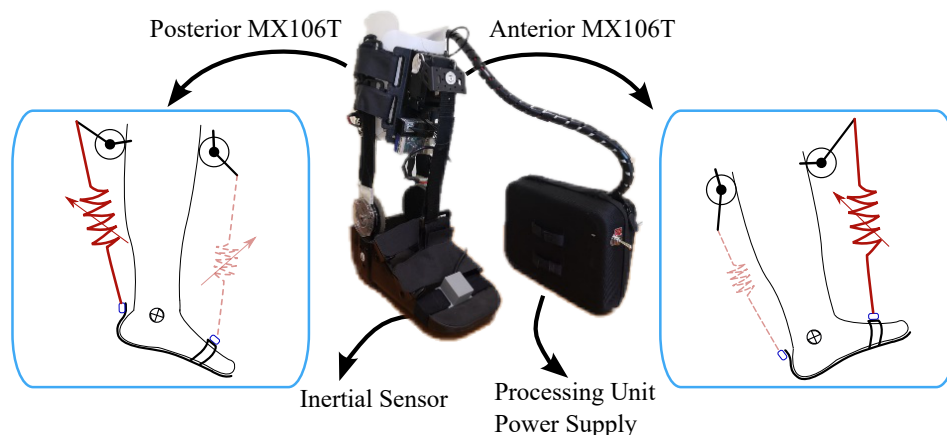 Posterior MX106T
Anterior MX106T
Inertial Sensor
Processing Unit
Power Supply